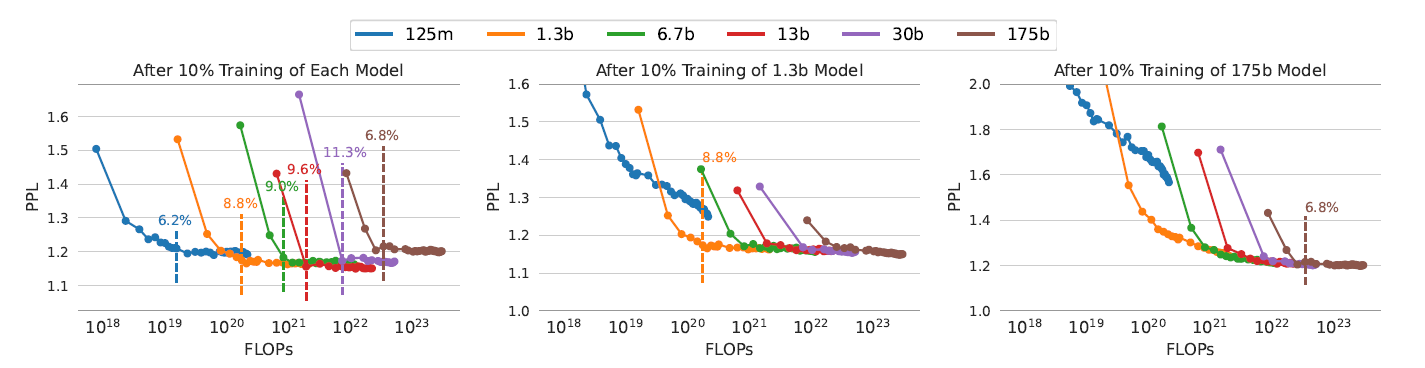 125m 1.3b 6.7b 13b 30b 175b
After 10% Training of Each Model
PPL
1.6
1.5
1.4
1.3
1.2
1.1
6.2%
8.8%
9.0%
9.6%
11.3%
6.8%
10^18 10^19 10^20 10^21 10^22 10^23
FLOPs
After 10% Training of 1.3b Model
PPL
1.6
1.5
1.4
1.3
1.2
1.1
1.0
8.8%
10^18 10^19 10^20 10^21 10^22 10^23
FLOPs
After 10% Training of 175b Model
PPL
2.0
1.8
1.6
1.4
1.2
1.0
6.8%
10^18 10^19 10^20 10^21 10^22 10^23
FLOPs